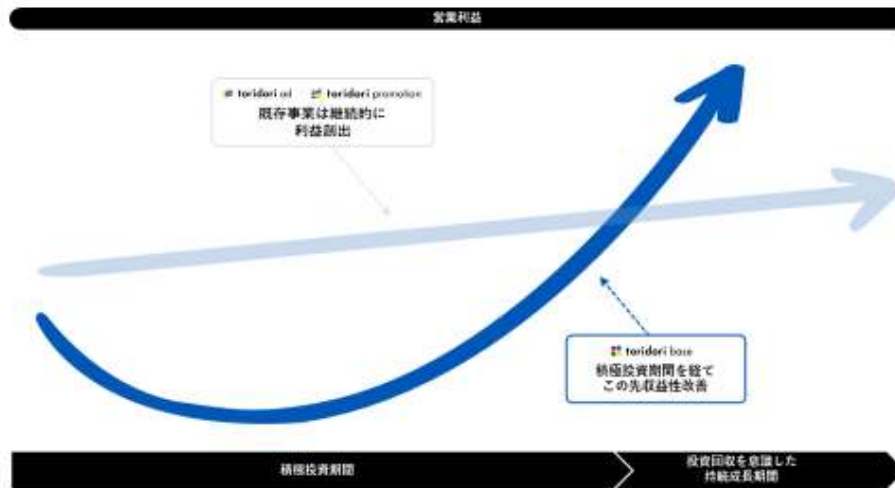 営業利益
toridori ad toridori promotion
既存事業は継続的に
利益創出
toridori base
積極投資期間を経て
この先収益性改善
積極投資期間
投資回収を意識した
持続成長期間